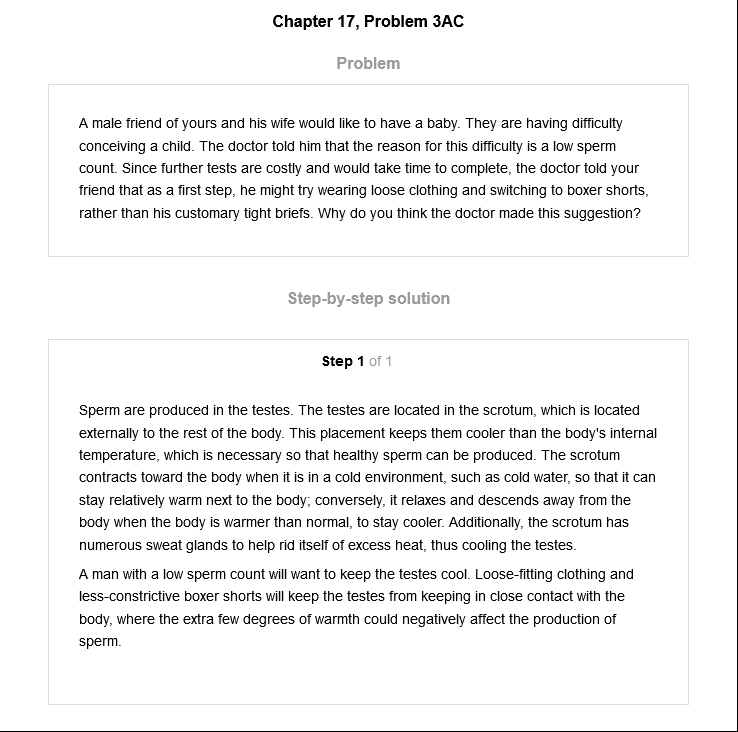 Chapter 17, Problem 3AC
Problem
A male friend of yours and his wife would like to have a baby. They are having difficulty
conceiving a child. The doctor told him that the reason for this difficulty is a low sperm
count. Since further tests are costly and would take time to complete, the doctor told your
friend that as a first step, he might try wearing loose clothing and switching to boxer shorts,
rather than his customary tight briefs. Why do you think the doctor made this suggestion?
Step-by-step solution
Step 1 of 1
Sperm are produced in the testes. The testes are located in the scrotum, which is located
externally to the rest of the body. This placement keeps them cooler than the body's internal
temperature, which is necessary so that healthy sperm can be produced. The scrotum
contracts toward the body when it is in a cold environment, such as cold water, so that it can
stay relatively warm next to the body; conversely, it relaxes and descends away from the
body when the body is warmer than normal, to stay cooler. Additionally, the scrotum has
numerous sweat glands to help rid itself of excess heat, thus cooling the testes.
A man with a low sperm count will want to keep the testes cool. Loose-fitting clothing and
less-constrictive boxer shorts will keep the testes from keeping in close contact with the
body, where the extra few degrees of warmth could negatively affect the production of
sperm.